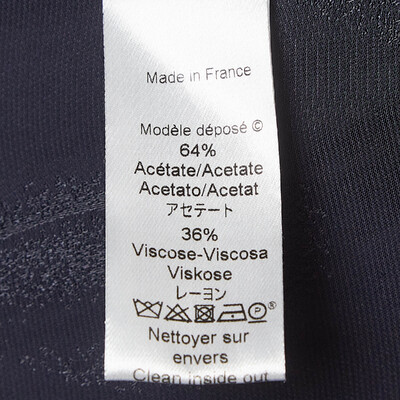 Made in France
Modèle déposé ©
64%
Acétate/Acetate
Acetato/Acetat
アセテート
36%
Viscose-Viscosa
Viskose
レーヨン
P
Nettoyer sur
envers
Clean inside out